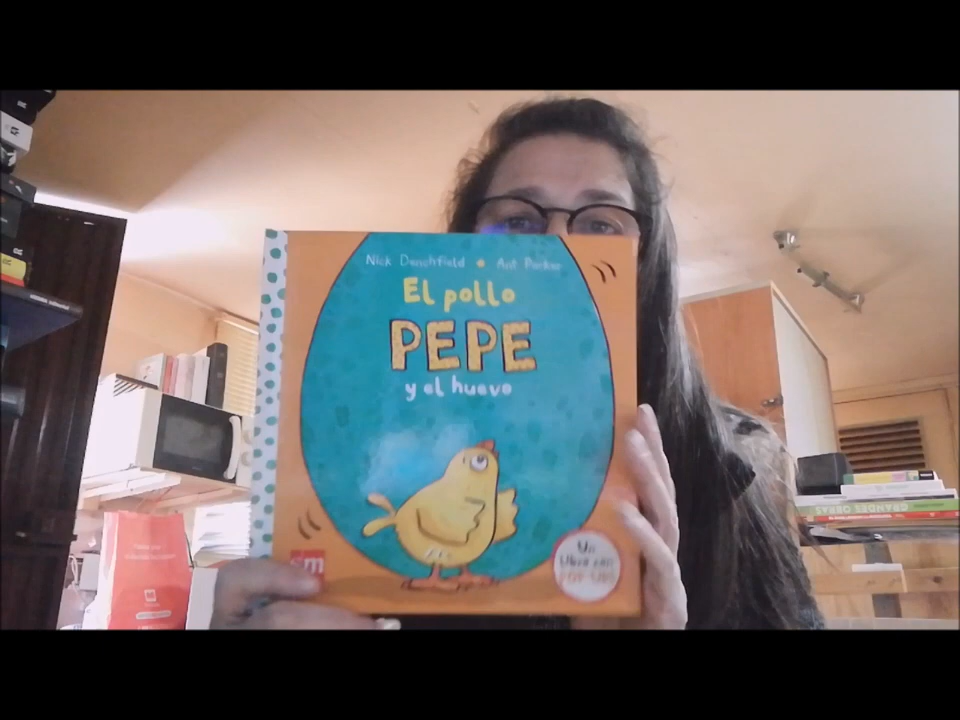 Nick Denchfield • Ant Parker
El pollo
PEPE
y el huevo
sm
Un
libro con
POP UPS
GRANDES OBRAS